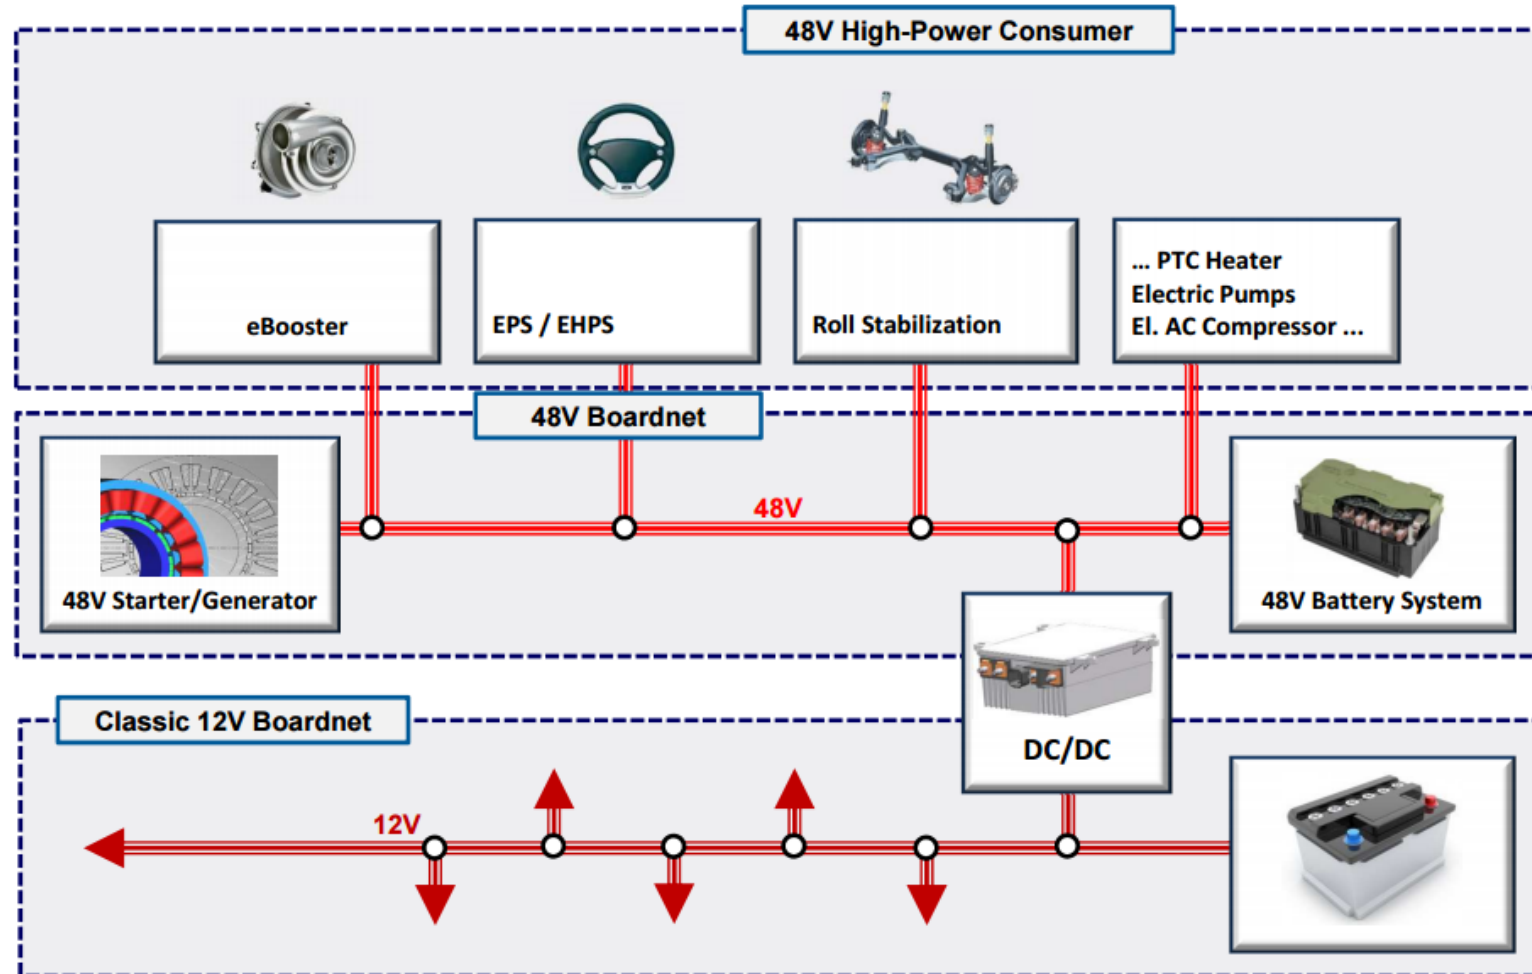 48V High-Power Consumer
eBooster
EPS / EHPS
Roll Stabilization
... PTC Heater
Electric Pumps
El. AC Compressor ...
48V Boardnet
48V
48V Starter/Generator
48V Battery System
DC/DC
Classic 12V Boardnet
12V